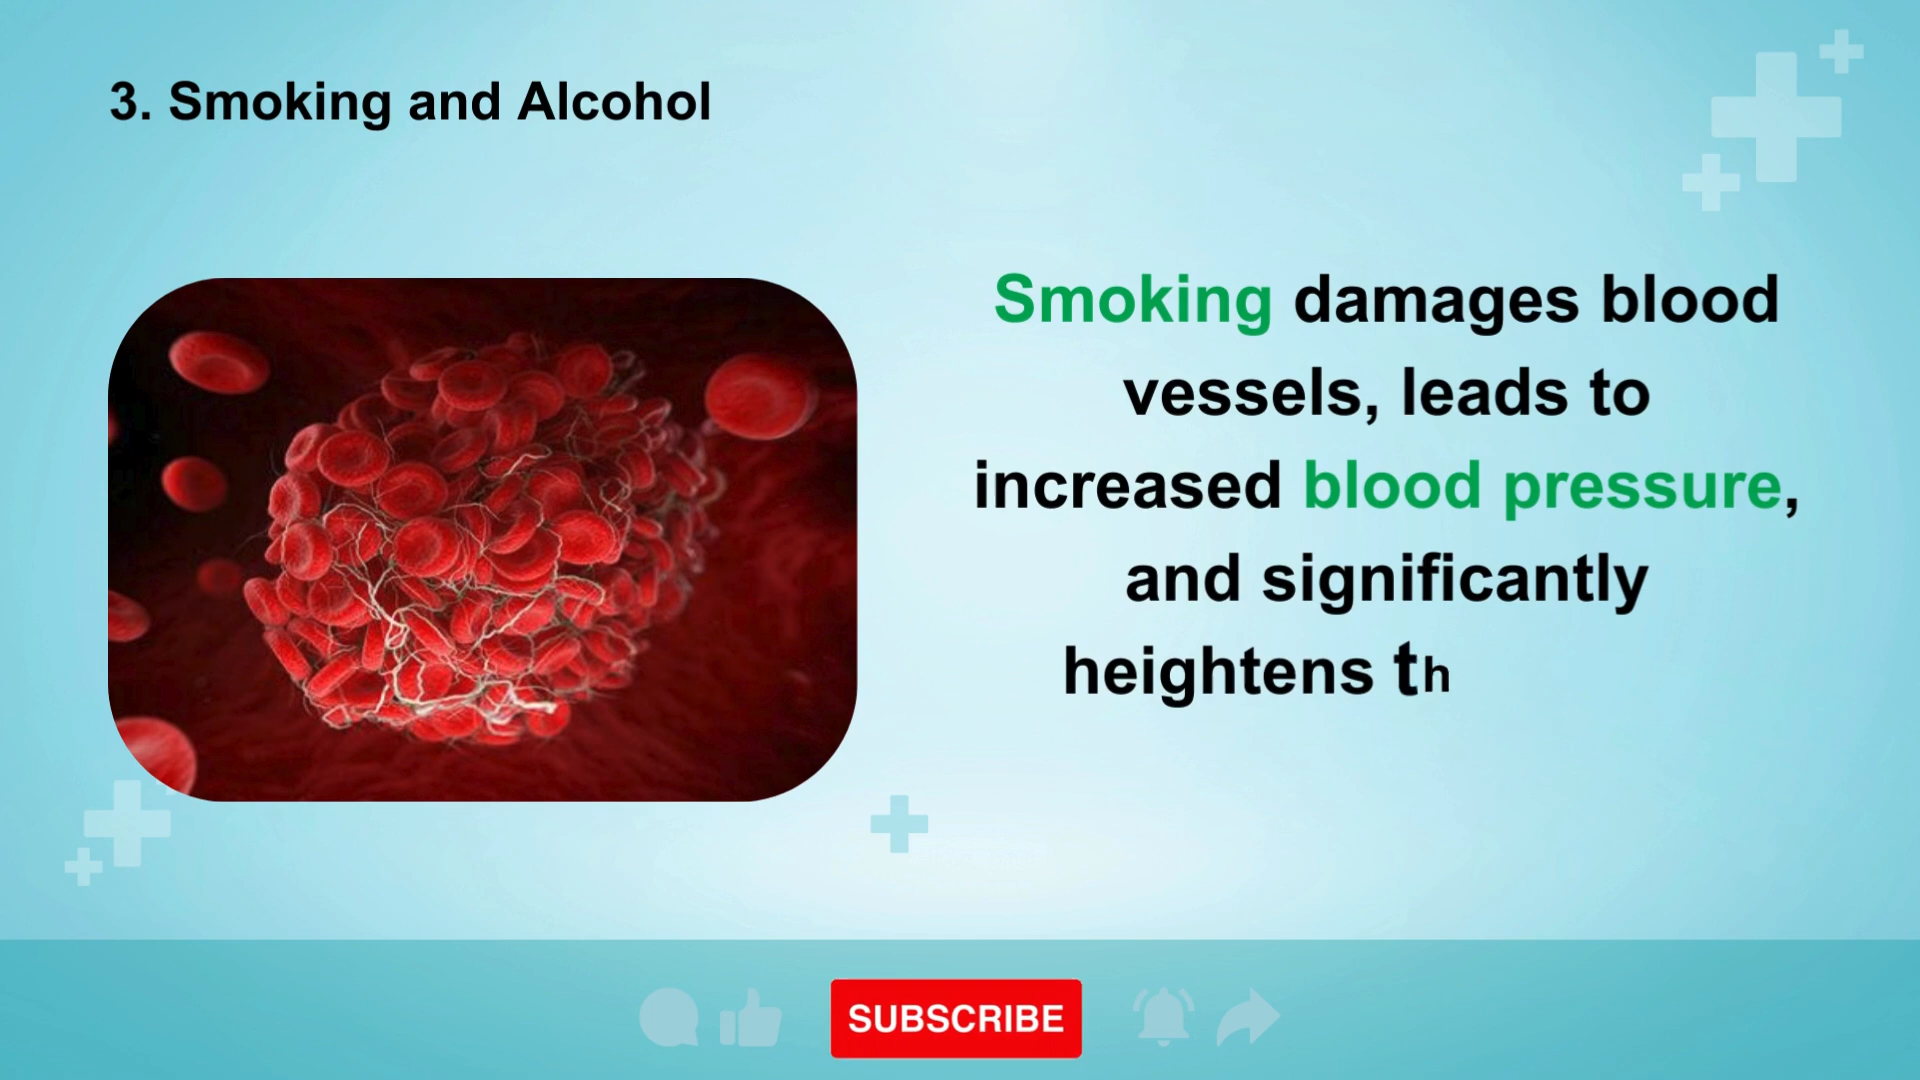 3. Smoking and Alcohol
Smoking damages blood
vessels, leads to
increased blood pressure,
and significantly
heightens th
SUBSCRIBE